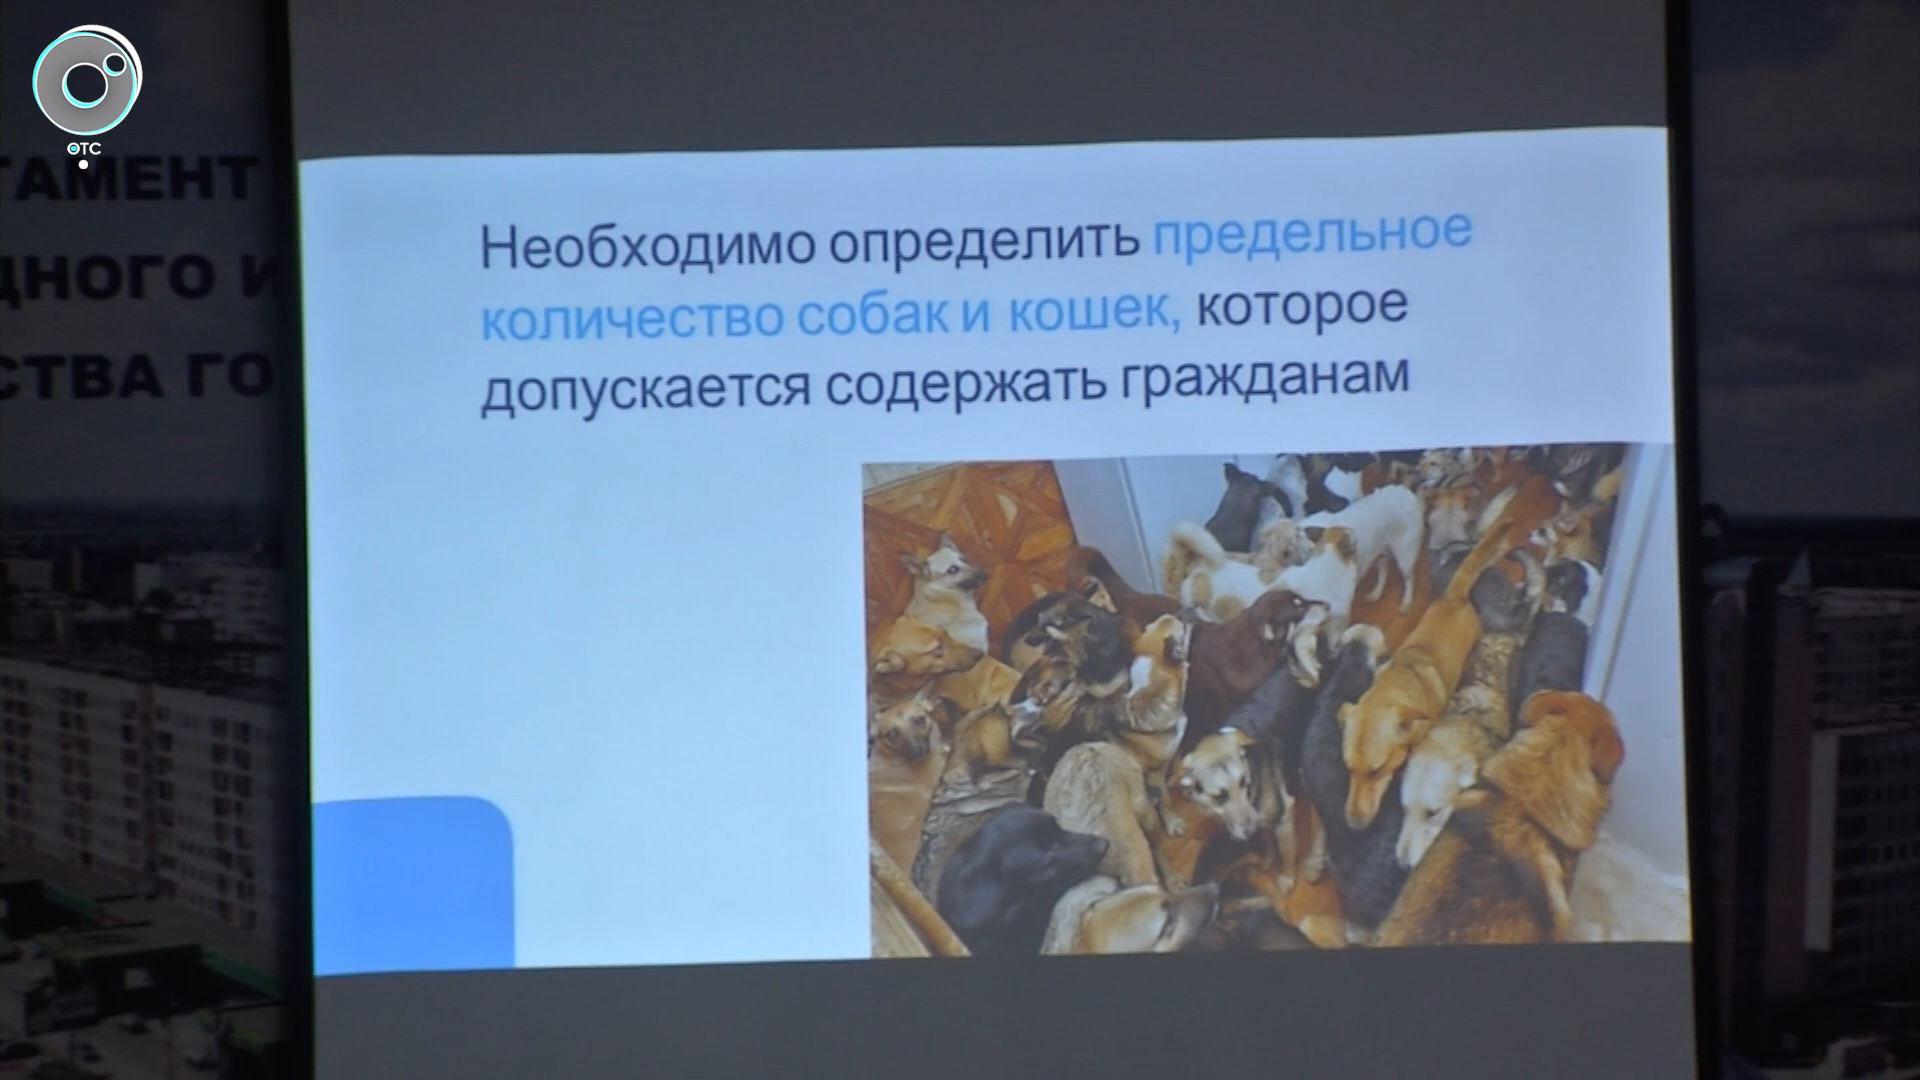 ОТС
ТАМЕНТ
ДНОГО И
СТВА ГО
Необходимо определить предельное
количество собак и кошек, которое
допускается содержать гражданам